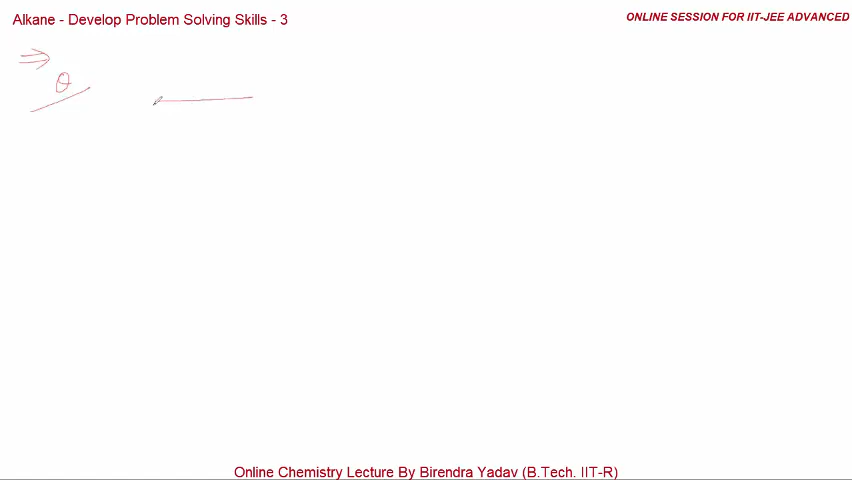 Alkane - Develop Problem Solving Skills - 3
ONLINE SESSION FOR IIT-JEE ADVANCED
⇒
θ
Online Chemistry Lecture By Birendra Yadav (B.Tech. IIT-R)